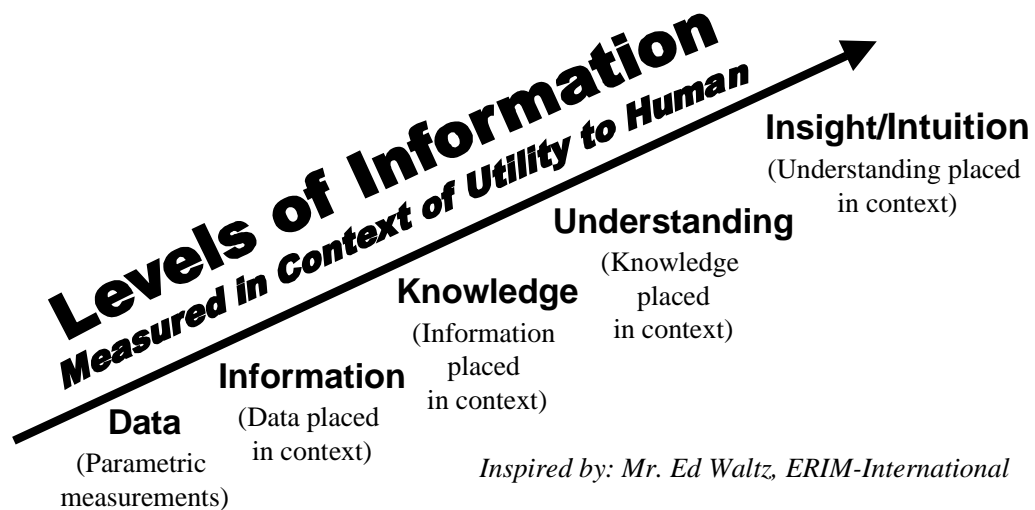 Levels of Information
Measured in Context of Utility to Human
Data
(Parametric
measurements)
Information
(Data placed
in context)
Knowledge
(Information
placed
in context)
Understanding
(Knowledge
placed
in context)
Insight/Intuition
(Understanding placed
in context)
Inspired by: Mr. Ed Waltz, ERIM-International